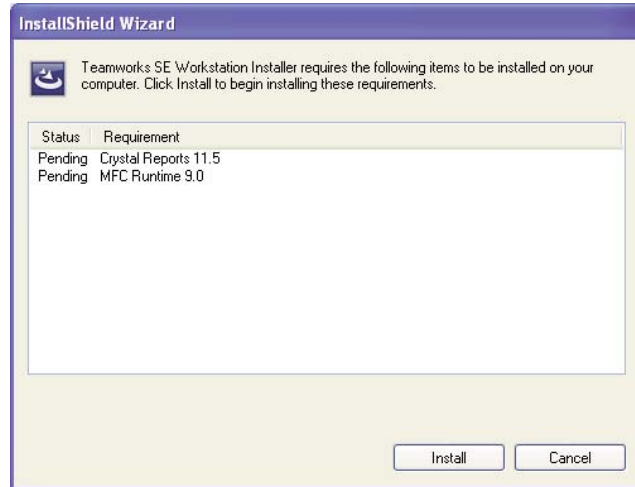 InstallShield Wizard
Teamworks SE Workstation Installer requires the following items to be installed on your
computer. Click Install to begin installing these requirements.
Status Requirement
Pending Crystal Reports 11.5
Pending MFC Runtime 9.0
Install Cancel